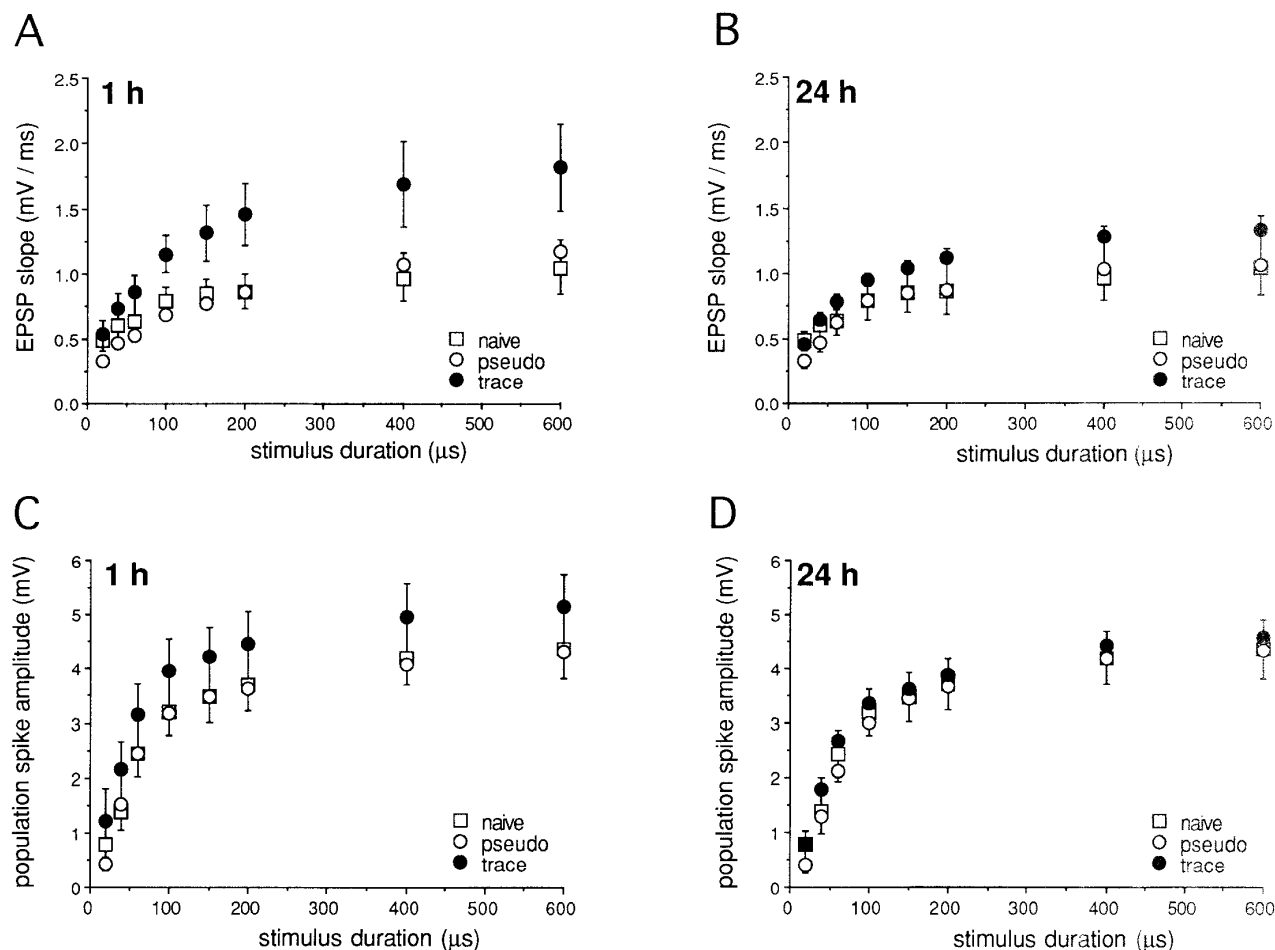 A
1 h
EPSP slope (mV / ms)
2.5
2.0
1.5
1.0
0.5
0.0
naive
pseudo
trace
0 100 200 300 400 500 600
stimulus duration (µs)
B
24 h
EPSP slope (mV / ms)
2.5
2.0
1.5
1.0
0.5
0.0
naive
pseudo
trace
0 100 200 300 400 500 600
stimulus duration (µs)
C
1 h
population spike amplitude (mV)
6
5
4
3
2
1
0
naive
pseudo
trace
0 100 200 300 400 500 600
stimulus duration (µs)
D
24 h
population spike amplitude (mV)
6
5
4
3
2
1
0
naive
pseudo
trace
0 100 200 300 400 500 600
stimulus duration (µs)